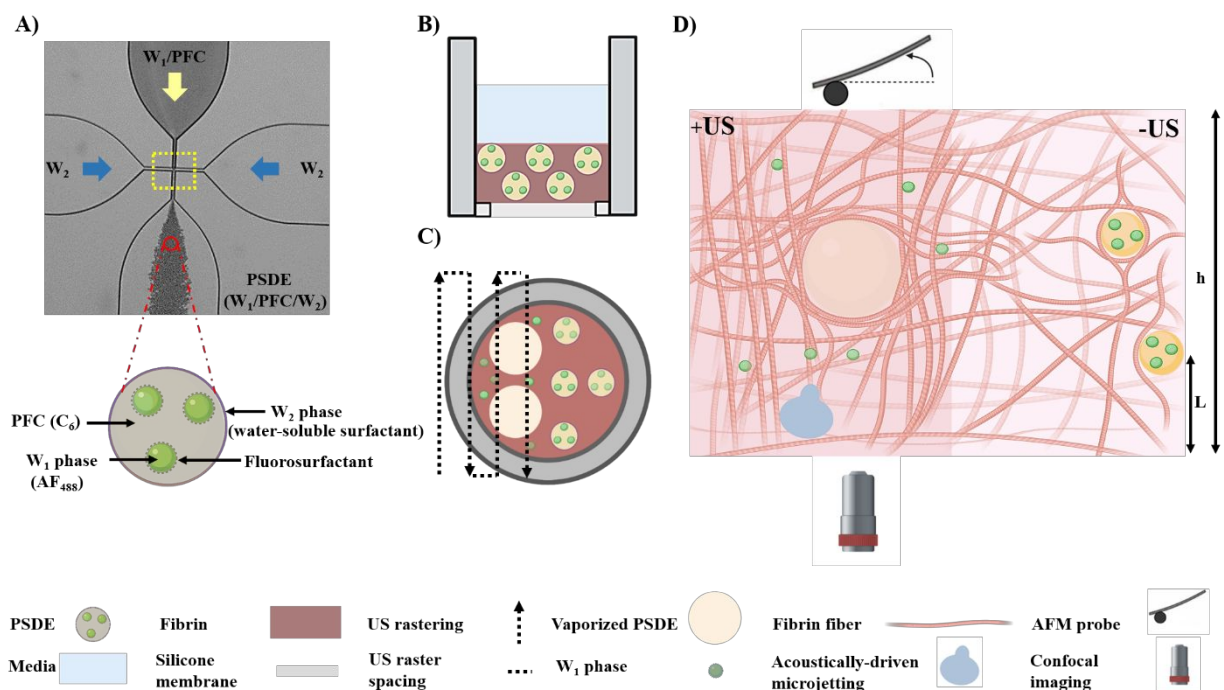 A)
W₁/PFC
W₂
W₂
PSDE
(W₁/PFC/W₂)
PFC (C₆)
W₂ phase
(water-soluble surfactant)
W₁ phase
(AF₄₈₈)
Fluorosurfactant
B)
C)
D)
+US
-US
h
L
PSDE
Fibrin
US rastering
Vaporized PSDE
Fibrin fiber
AFM probe
Media
Silicone
membrane
US raster
spacing
W₁ phase
Acoustically-driven
microjetting
Confocal
imaging